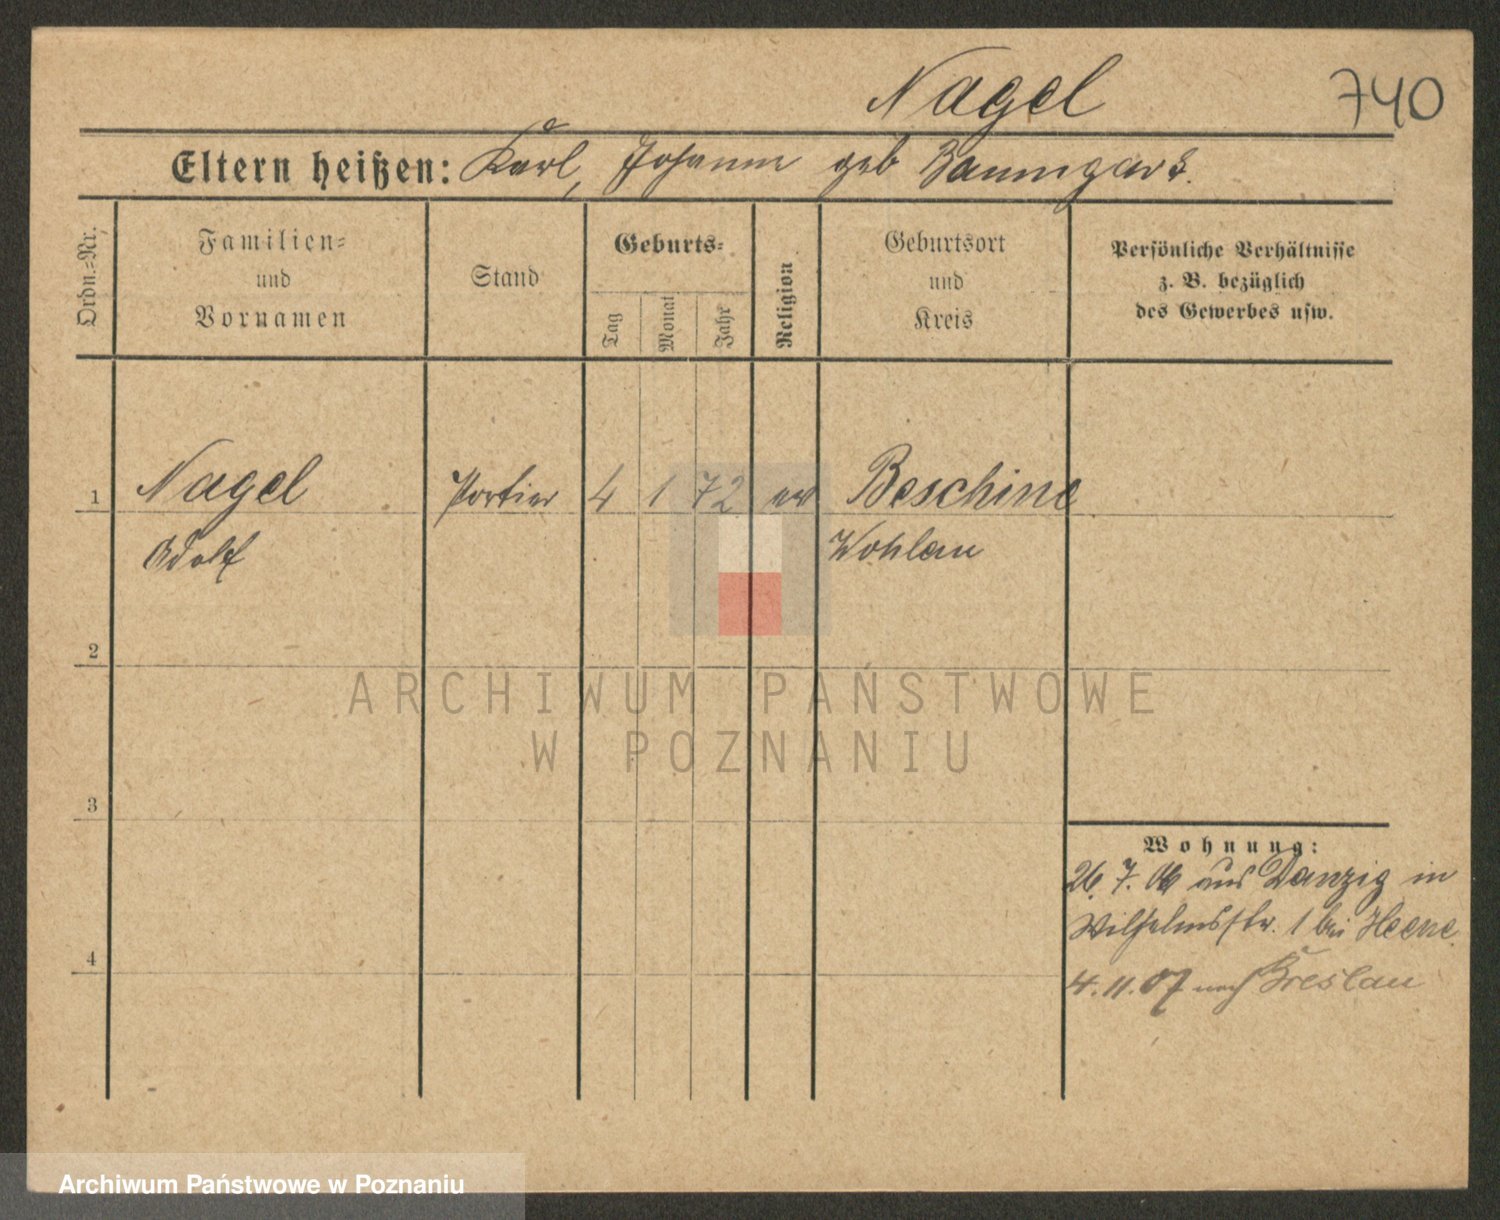 Nagel 740
Eltern heißen: Karl, Johanna geb Baumgart.
Ordn.=Nr.
Familien=
und
Vornamen
Stand
Geburts=
Tag
Monat
Jahr
Religion
Geburtsort
und
Kreis
Persönliche Verhältnisse
z. B. bezüglich
des Gewerbes usw.
1 Nagel Portier 4 1 72 ev Beschine
Adolf Wohlau
2
ARCHIWUM PAŃSTWOWE
W POZNANIU
3
Wohnung:
26. 7. 06 aus Danzig in
Wilhelmsstr. 1 bei Heene.
4
4. 11. 07 nach Breslau
Archiwum Państwowe w Poznaniu